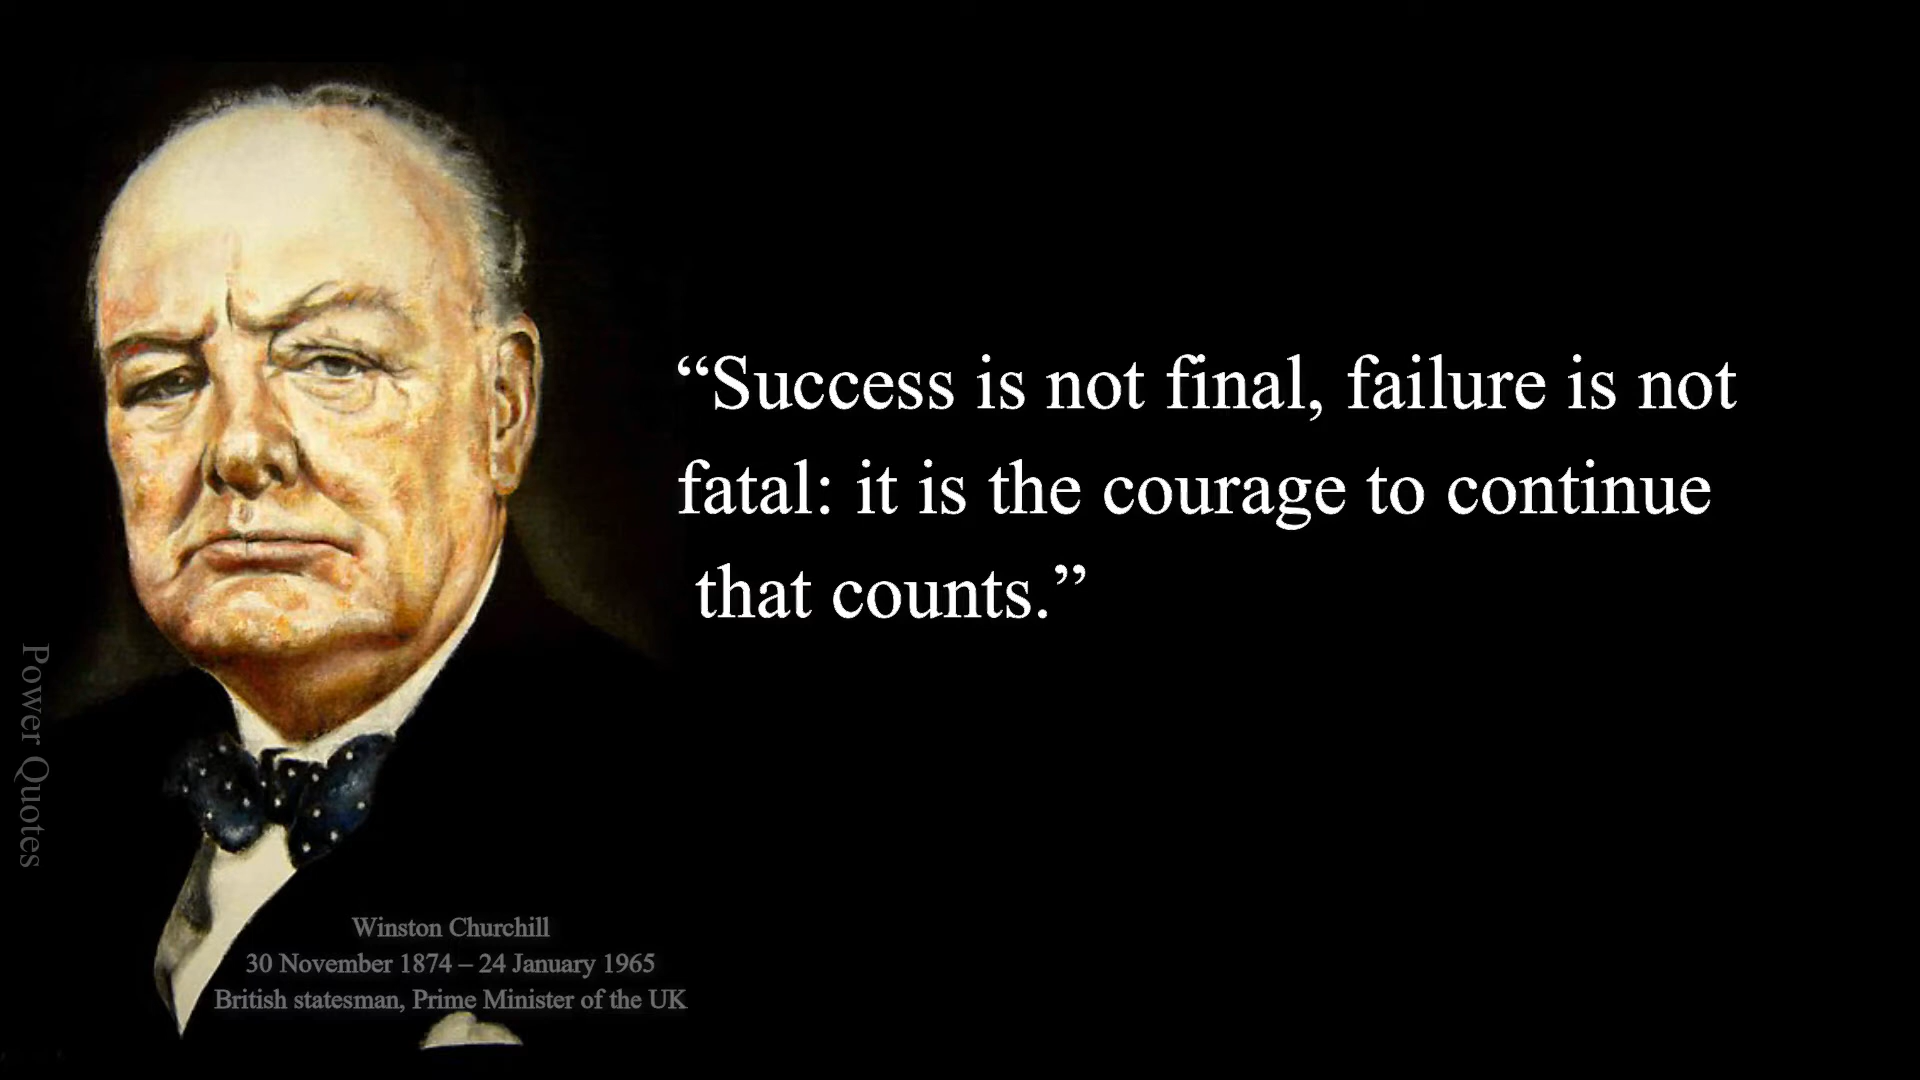 “Success is not final, failure is not
fatal: it is the courage to continue
that counts.”
Power Quotes
Winston Churchill
30 November 1874 – 24 January 1965
British statesman, Prime Minister of the UK